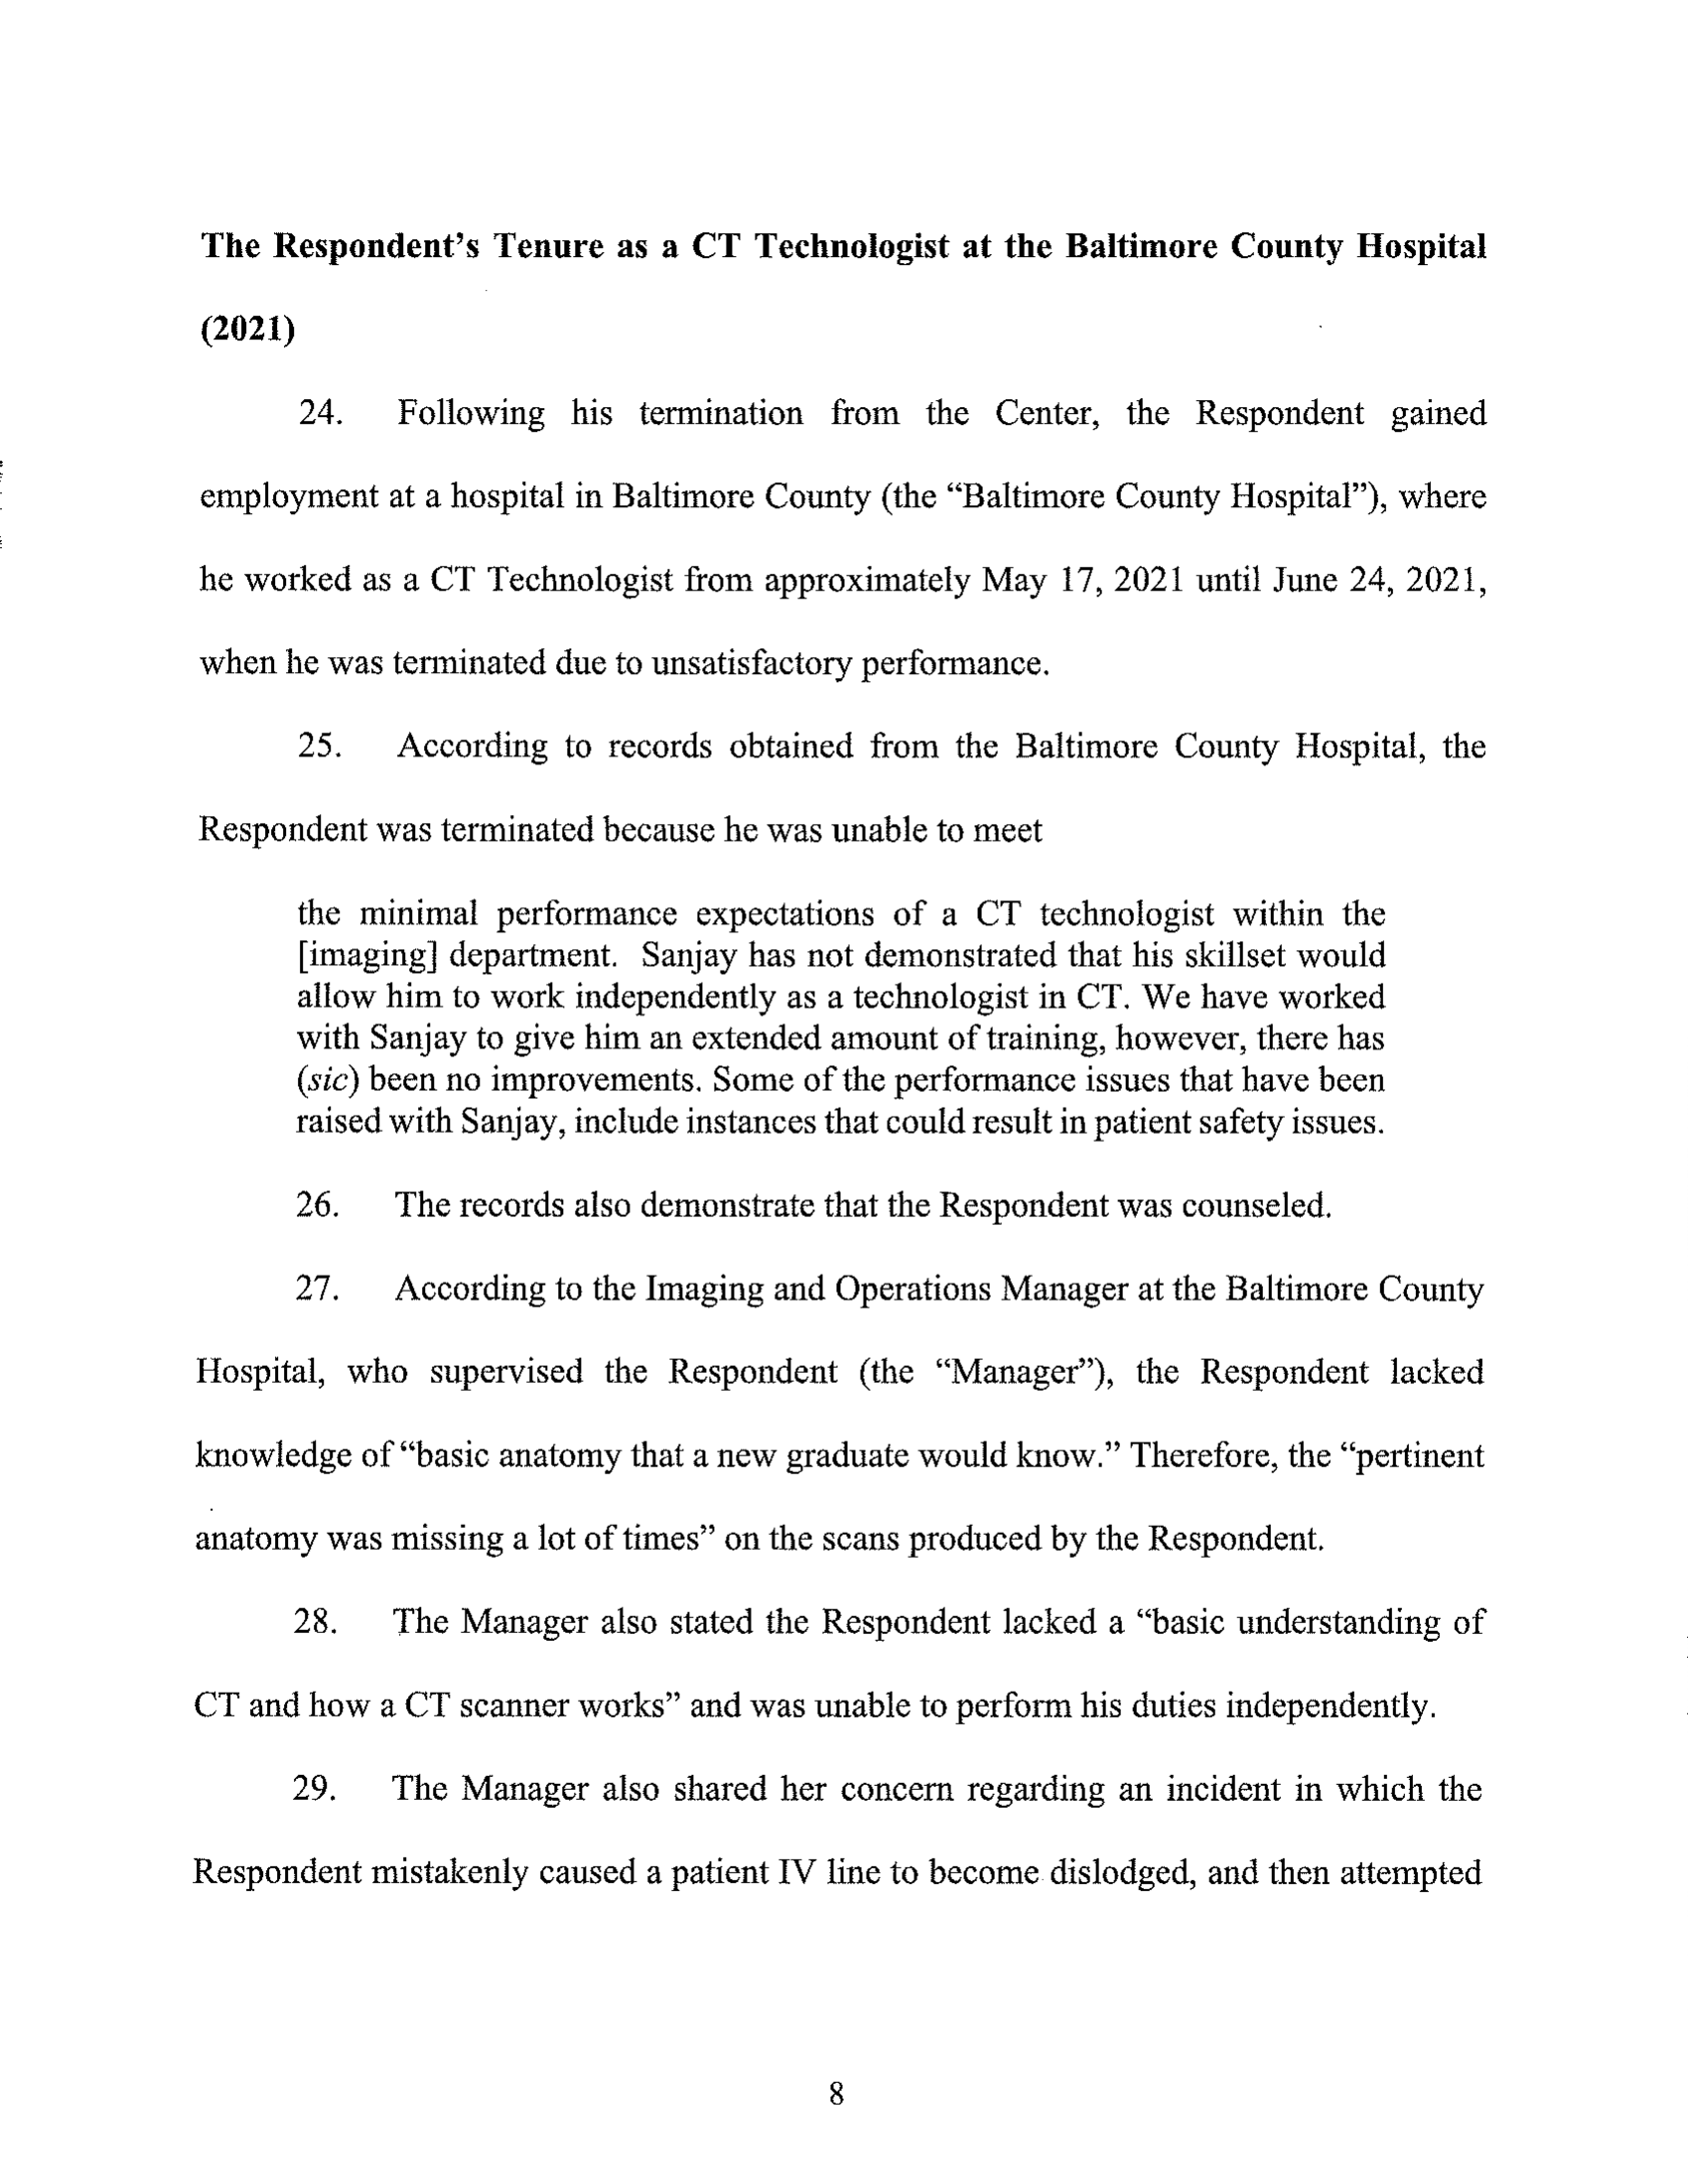 The Respondent’s Tenure as a CT Technologist at the Baltimore County Hospital
(2021)
24. Following his termination from the Center, the Respondent gained
employment at a hospital in Baltimore County (the “Baltimore County Hospital”), where
he worked as a CT Technologist from approximately May 17, 2021 until June 24, 2021,
when he was terminated due to unsatisfactory performance.
25. According to records obtained from the Baltimore County Hospital, the
Respondent was terminated because he was unable to meet
the minimal performance expectations of a CT technologist within the
[imaging] department. Sanjay has not demonstrated that his skillset would
allow him to work independently as a technologist in CT. We have worked
with Sanjay to give him an extended amount of training, however, there has
(sic) been no improvements. Some of the performance issues that have been
raised with Sanjay, include instances that could result in patient safety issues.
26. The records also demonstrate that the Respondent was counseled.
27. According to the Imaging and Operations Manager at the Baltimore County
Hospital, who supervised the Respondent (the “Manager”), the Respondent lacked
knowledge of “basic anatomy that a new graduate would know.” Therefore, the “pertinent
anatomy was missing a lot of times” on the scans produced by the Respondent.
28. The Manager also stated the Respondent lacked a “basic understanding of
CT and how a CT scanner works” and was unable to perform his duties independently.
29. The Manager also shared her concern regarding an incident in which the
Respondent mistakenly caused a patient IV line to become dislodged, and then attempted
8